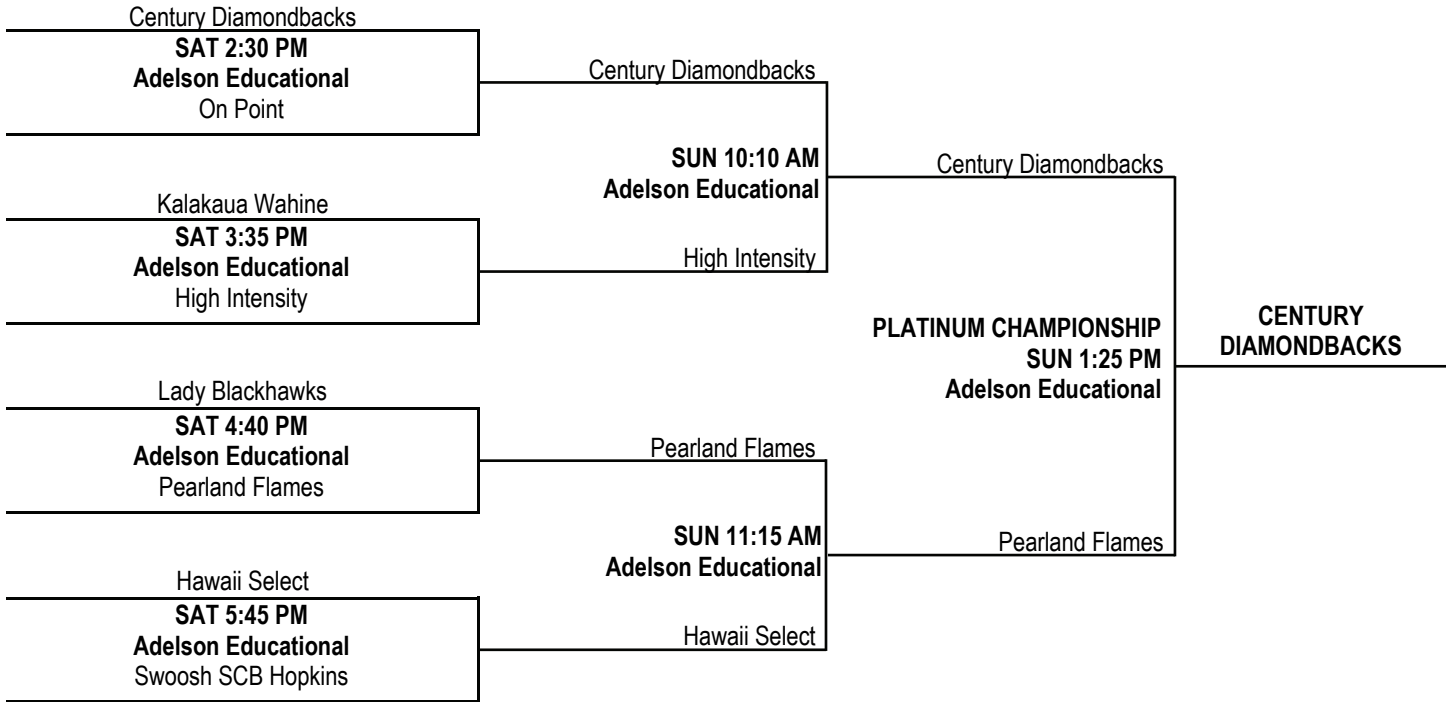 Century Diamondbacks
SAT 2:30 PM
Adelson Educational
On Point
Kalakaua Wahine
SAT 3:35 PM
Adelson Educational
High Intensity
Lady Blackhawks
SAT 4:40 PM
Adelson Educational
Pearland Flames
Hawaii Select
SAT 5:45 PM
Adelson Educational
Swoosh SCB Hopkins
Century Diamondbacks
SUN 10:10 AM
Adelson Educational
High Intensity
Pearland Flames
SUN 11:15 AM
Adelson Educational
Hawaii Select
Century Diamondbacks
PLATINUM CHAMPIONSHIP
SUN 1:25 PM
Adelson Educational
Pearland Flames
CENTURY
DIAMONDBACKS